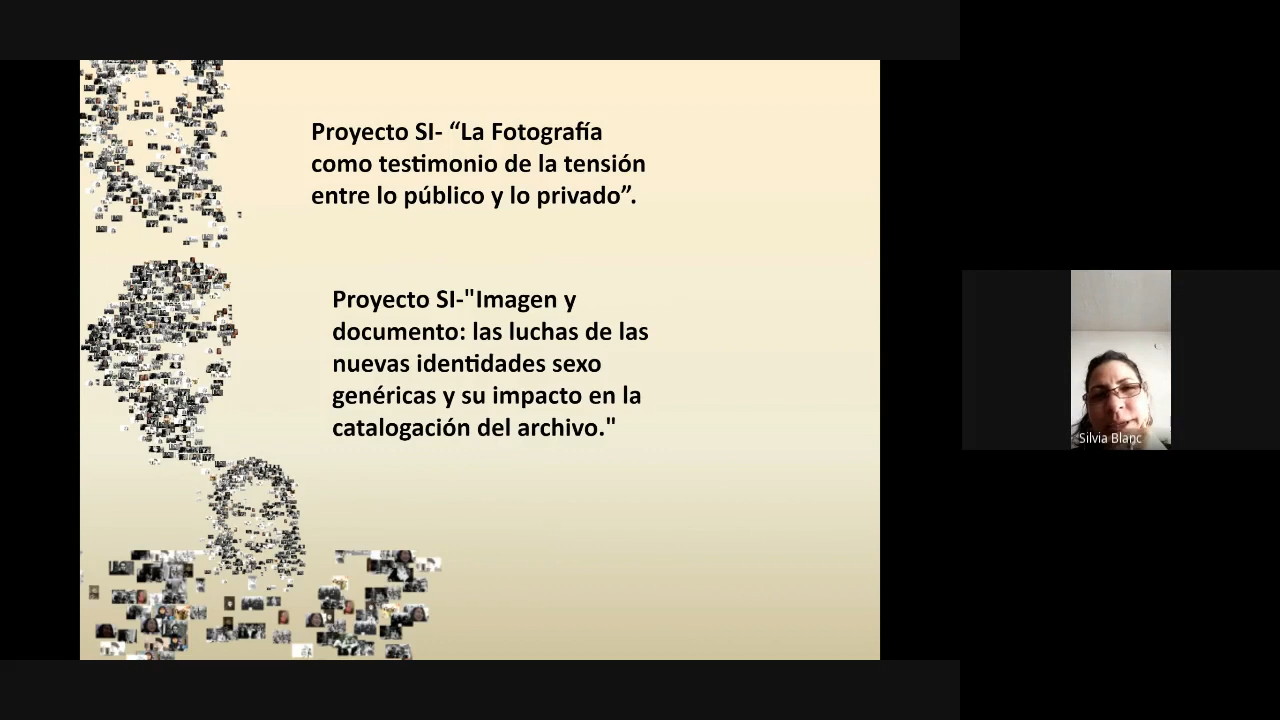 Proyecto SI- “La Fotografía
como testimonio de la tensión
entre lo público y lo privado”.
Proyecto SI-"Imagen y
documento: las luchas de las
nuevas identidades sexo
genéricas y su impacto en la
catalogación del archivo."
Silvia Blanc